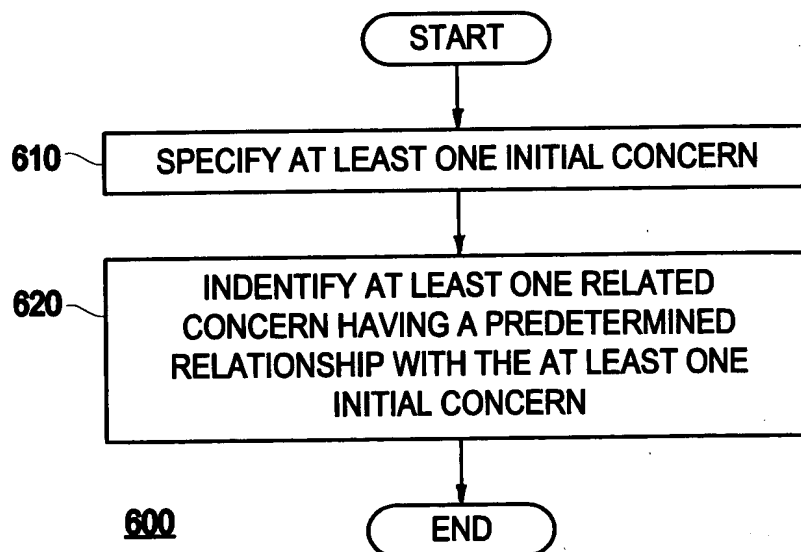 START
610
SPECIFY AT LEAST ONE INITIAL CONCERN
620
INDENTIFY AT LEAST ONE RELATED
CONCERN HAVING A PREDETERMINED
RELATIONSHIP WITH THE AT LEAST ONE
INITIAL CONCERN
600
END